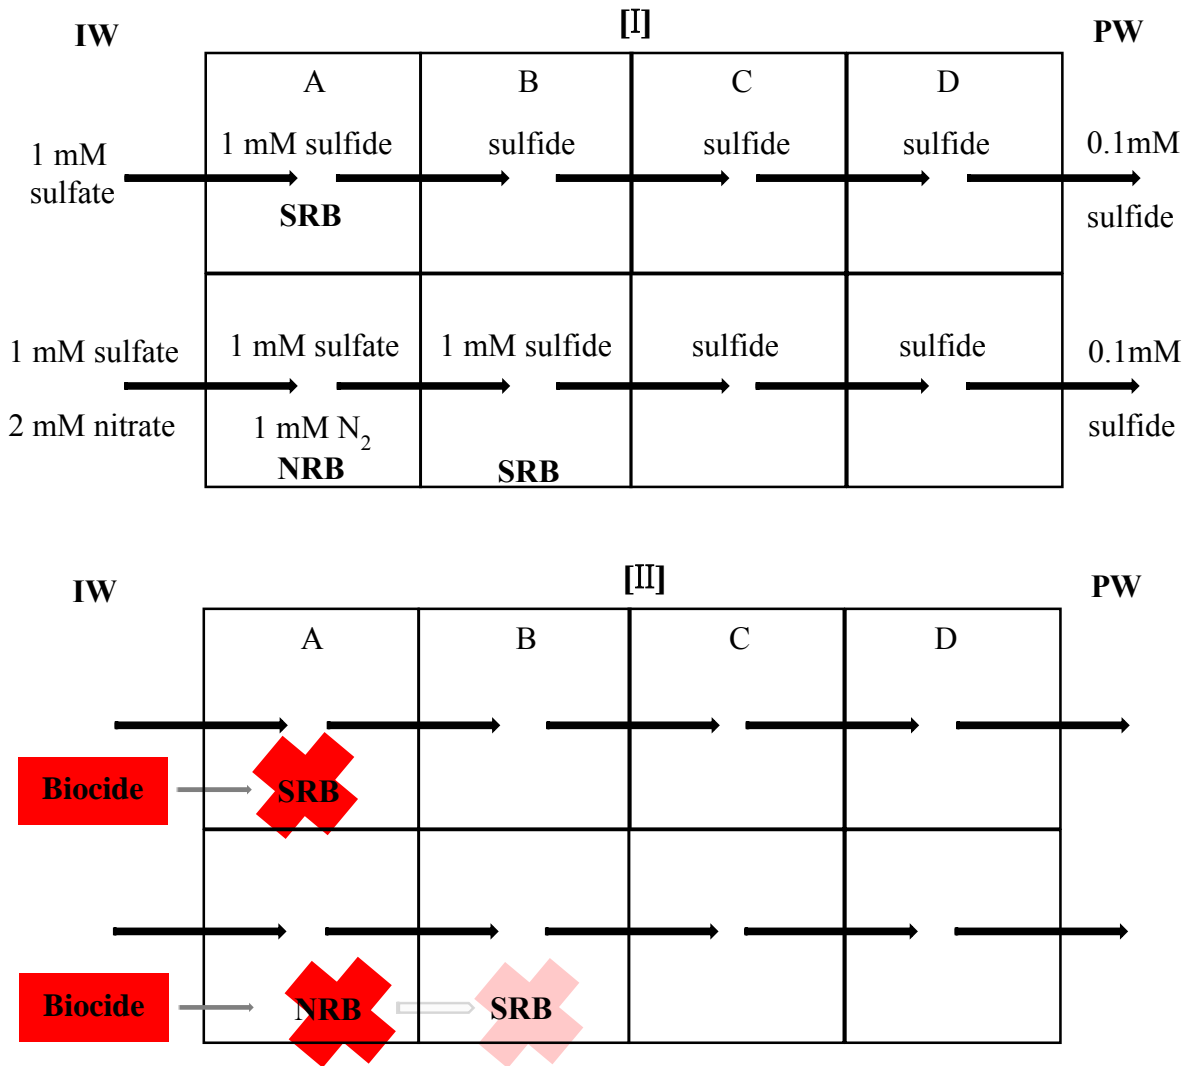 [Ⅰ]
IW
PW
A
B
C
D
1 mM
sulfate
1 mM sulfide
SRB
sulfide
sulfide
sulfide
0.1mM
sulfide
1 mM sulfate
2 mM nitrate
1 mM sulfate
1 mM N2
NRB
1 mM sulfide
SRB
sulfide
sulfide
0.1mM
sulfide
[Ⅱ]
IW
PW
A
B
C
D
Biocide
SRB
Biocide
NRB
SRB